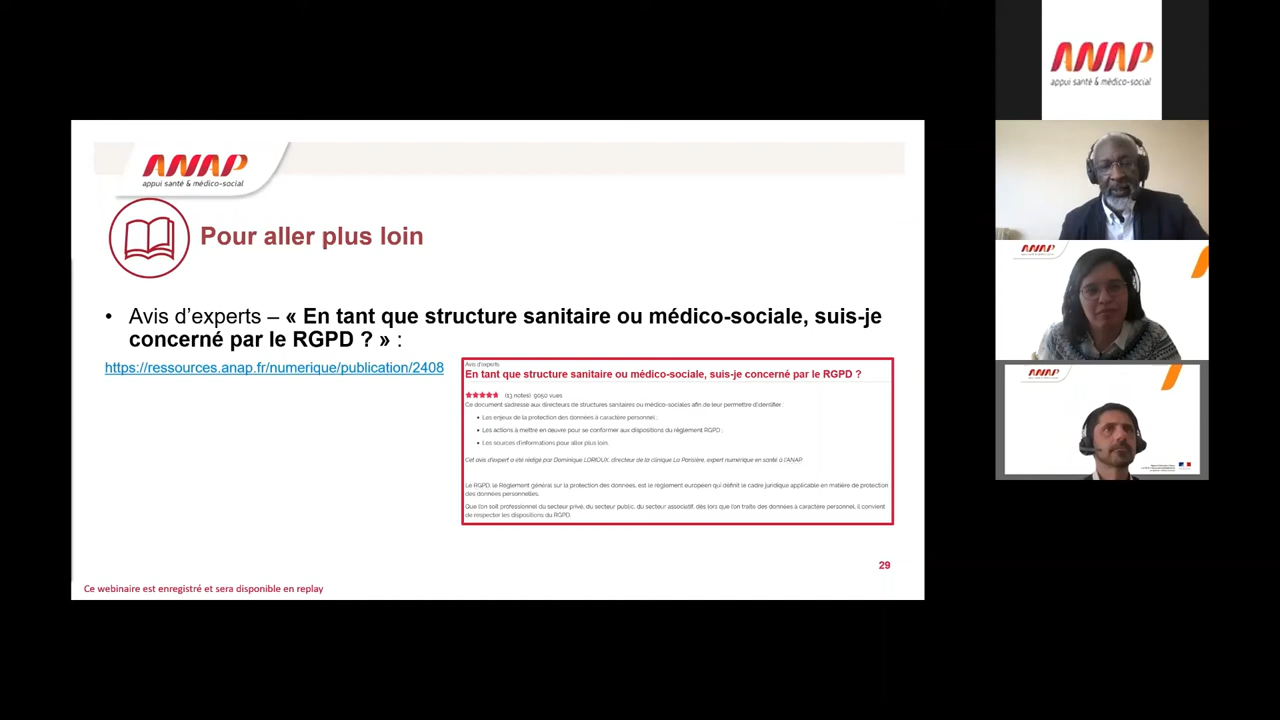 ANAP
appui santé & médico-social
Pour aller plus loin
• Avis d'experts – « En tant que structure sanitaire ou médico-sociale, suis-je
concerné par le RGPD ? » :
https://ressources.anap.fr/numerique/publication/2408
Avis d'experts
En tant que structure sanitaire ou médico-sociale, suis-je concerné par le RGPD ?
(13 notes) 9050 vues
Ce document s'adresse aux directeurs de structures sanitaires ou médico-sociales afin de leur permettre d'identifier :
• Les enjeux de la protection des données à caractère personnel ;
• Les actions à mettre en œuvre pour se conformer aux dispositions du règlement RGPD ;
• Les sources d'informations pour aller plus loin.
Cet avis d'expert a été rédigé par Dominique LORIOUX, directeur de la clinique La Parisière, expert numérique en santé à l'ANAP
Le RGPD, le Règlement général sur la protection des données, est le règlement européen qui définit le cadre juridique applicable en matière de protection
des données personnelles.
Que l'on soit professionnel du secteur privé, du secteur public, du secteur associatif, dès lors que l'on traite des données à caractère personnel, il convient
de respecter les dispositions du RGPD.
29
Ce webinaire est enregistré et sera disponible en replay
ANAP
appui santé & médico-social
ANAP
ANAP